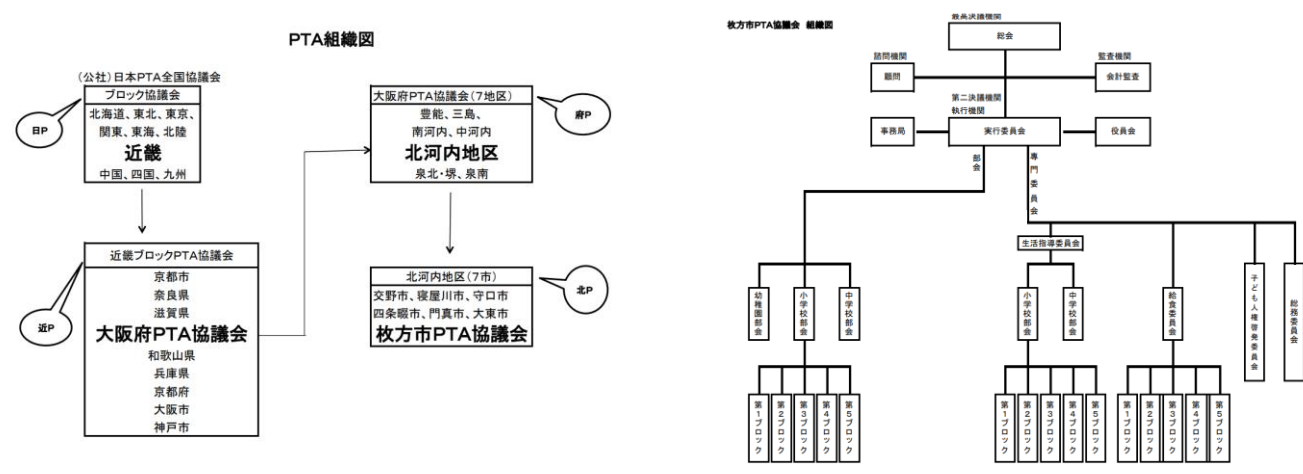 PTA組織図
(公社)日本PTA全国協議会
ブロック協議会
北海道、東北、東京、
関東、東海、北陸
近畿
中国、四国、九州
日P
近畿ブロックPTA協議会
京都市
奈良県
滋賀県
大阪府PTA協議会
和歌山県
兵庫県
京都府
大阪市
神戸市
近P
大阪府PTA協議会(7地区)
豊能、三島、
南河内、中河内
北河内地区
泉北・堺、泉南
府P
北河内地区(7市)
交野市、寝屋川市、守口市
四条畷市、門真市、大東市
枚方市PTA協議会
北P
枚方市PTA協議会 組織図
最高決議機関
総会
諮問機関
顧問
監査機関
会計監査
第二決議機関
執行機関
事務局
実行委員会
役員会
部会
専門委員会
生活指導委員会
幼稚園部会
小学校部会
中学校部会
小学校部会
中学校部会
給食委員会
子ども人権啓発委員会
総務委員会
第1ブロック
第2ブロック
第3ブロック
第4ブロック
第5ブロック
第1ブロック
第2ブロック
第3ブロック
第4ブロック
第5ブロック
第1ブロック
第2ブロック
第3ブロック
第4ブロック
第5ブロック